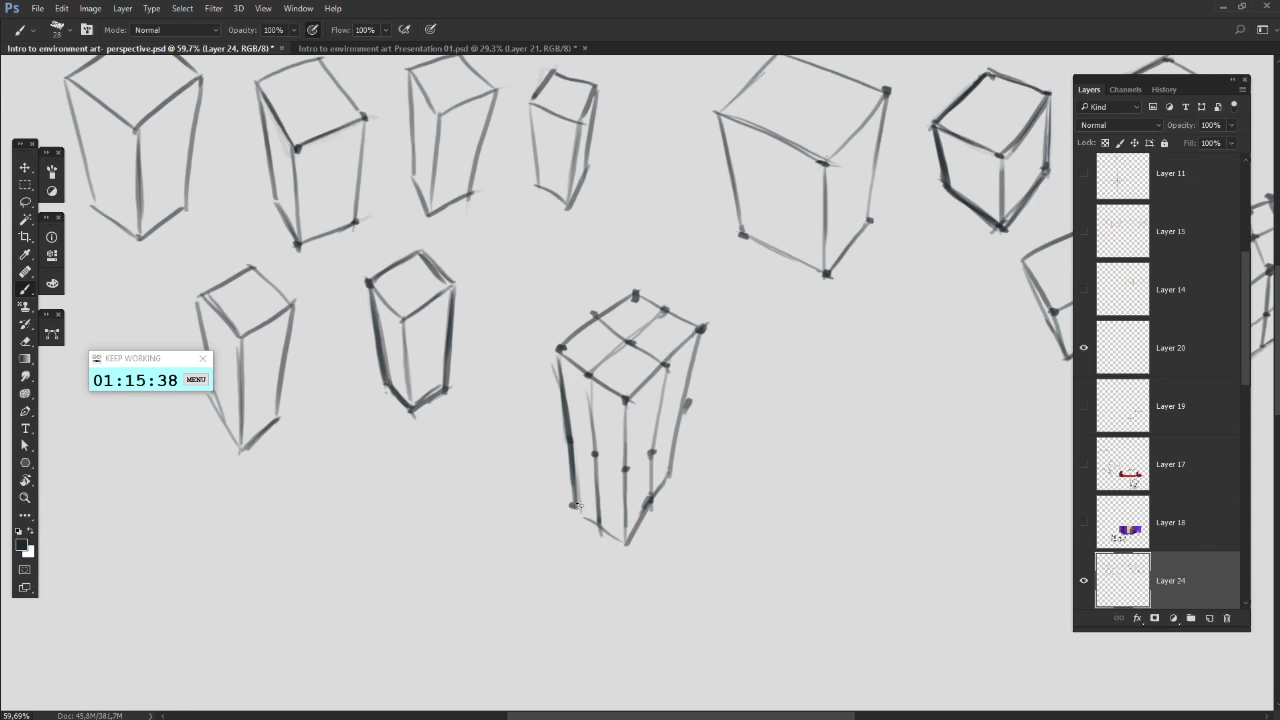 Ps File Edit Image Layer Type Select Filter 3D View Window Help
28 Mode: Normal Opacity: 100% Flow: 100%
Intro to environment art- perspective.psd @ 59,7% (Layer 24, RGB/8) * × Intro to environment art Presentation 01.psd @ 29,3% (Layer 21, RGB/8) * ×
Layers Channels History
Kind
Normal Opacity: 100%
Lock: Fill: 100%
Layer 11
Layer 15
Layer 14
Layer 20
Layer 19
Layer 17
Layer 18
Layer 24
KEEP WORKING
01:15:38 MENU
59,69% Doc: 45,8M/381,7M